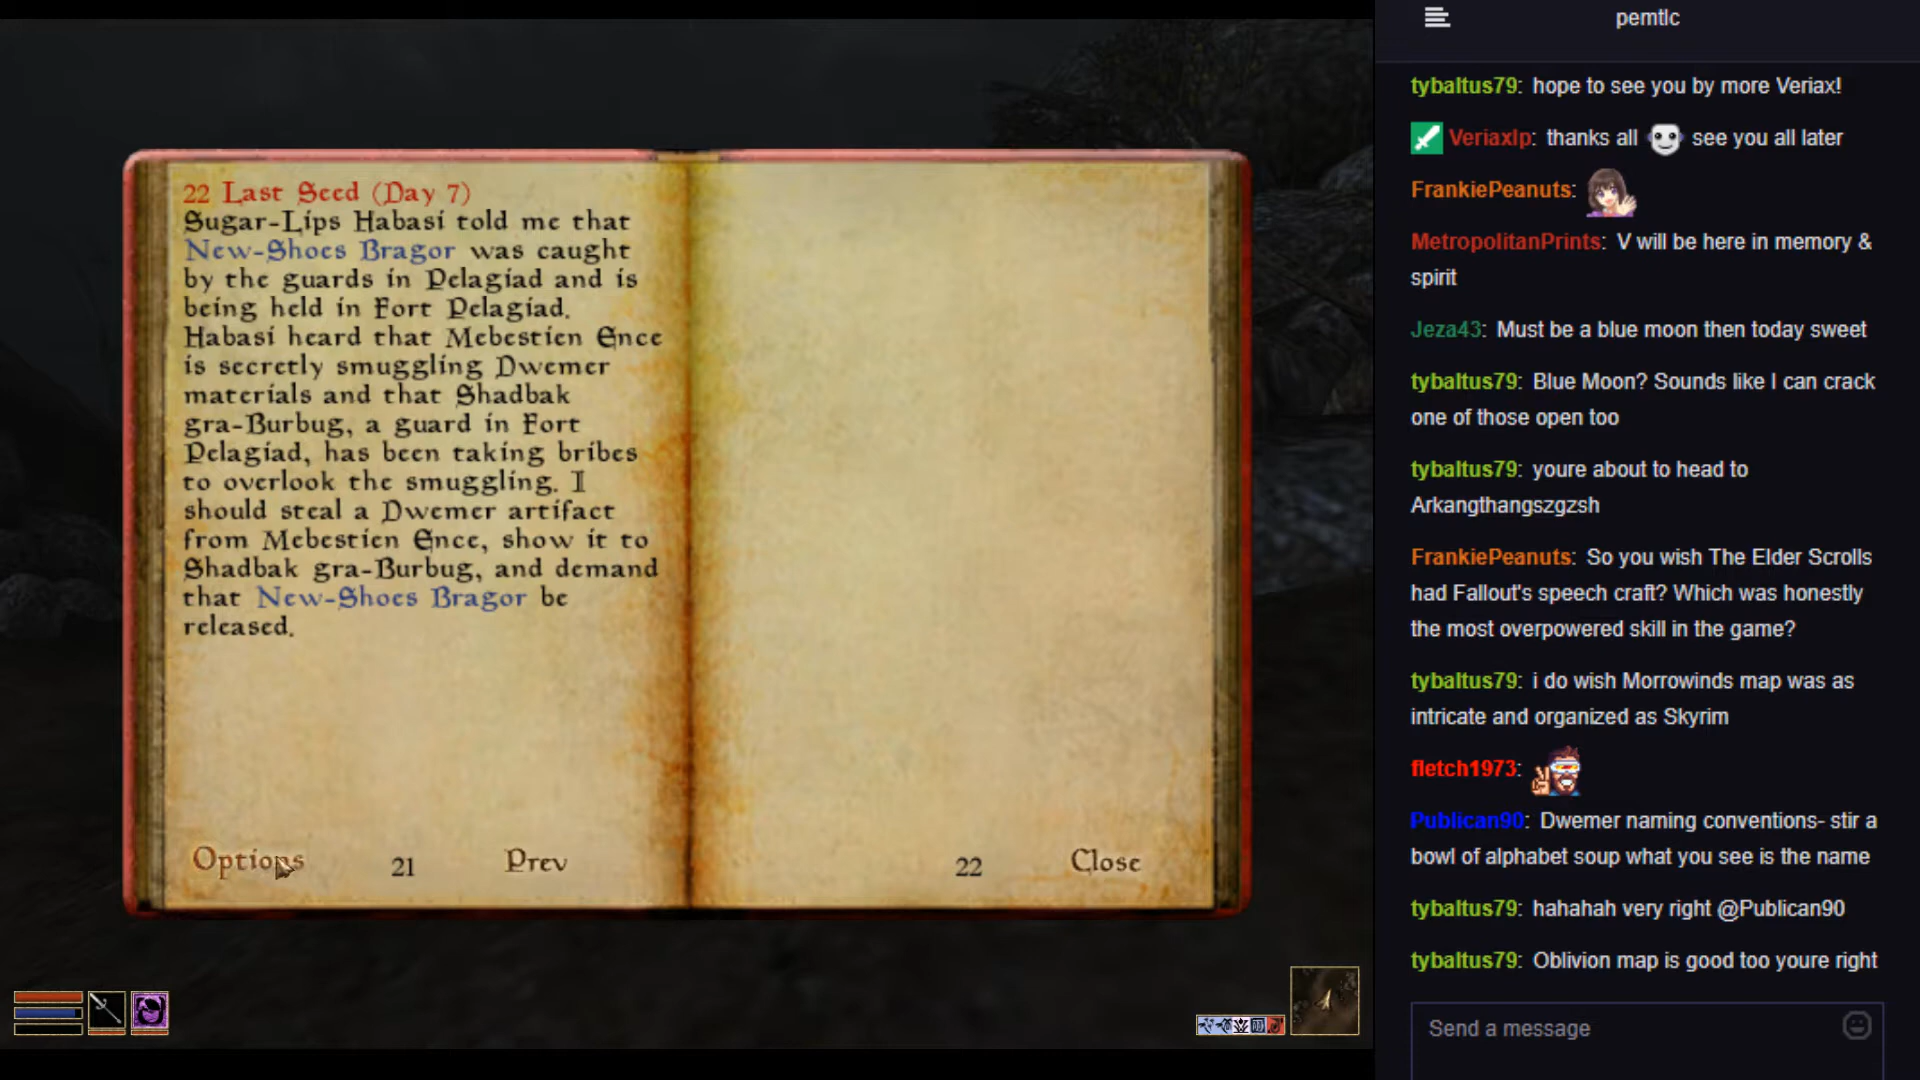 22 Last Seed (Day 7)
Sugar-Lips Habasi told me that
New-Shoes Bragor was caught
by the guards in Pelagiad and is
being held in Fort Pelagiad.
Habasi heard that Mebestien Ence
is secretly smuggling Dwemer
materials and that Shadbak
gra-Burbug, a guard in Fort
Pelagiad, has been taking bribes
to overlook the smuggling. I
should steal a Dwemer artifact
from Mebestien Ence, show it to
Shadbak gra-Burbug, and demand
that New-Shoes Bragor be
released.
Options 21 Prev 22 Close
pemtlc
tybaltus79: hope to see you by more Veriax!
Veriaxlp: thanks all see you all later
FrankiePeanuts:
MetropolitanPrints: V will be here in memory &
spirit
Jeza43: Must be a blue moon then today sweet
tybaltus79: Blue Moon? Sounds like I can crack
one of those open too
tybaltus79: youre about to head to
Arkangthangszgzsh
FrankiePeanuts: So you wish The Elder Scrolls
had Fallout's speech craft? Which was honestly
the most overpowered skill in the game?
tybaltus79: i do wish Morrowinds map was as
intricate and organized as Skyrim
fletch1973:
Publican90: Dwemer naming conventions- stir a
bowl of alphabet soup what you see is the name
tybaltus79: hahahah very right @Publican90
tybaltus79: Oblivion map is good too youre right
Send a message